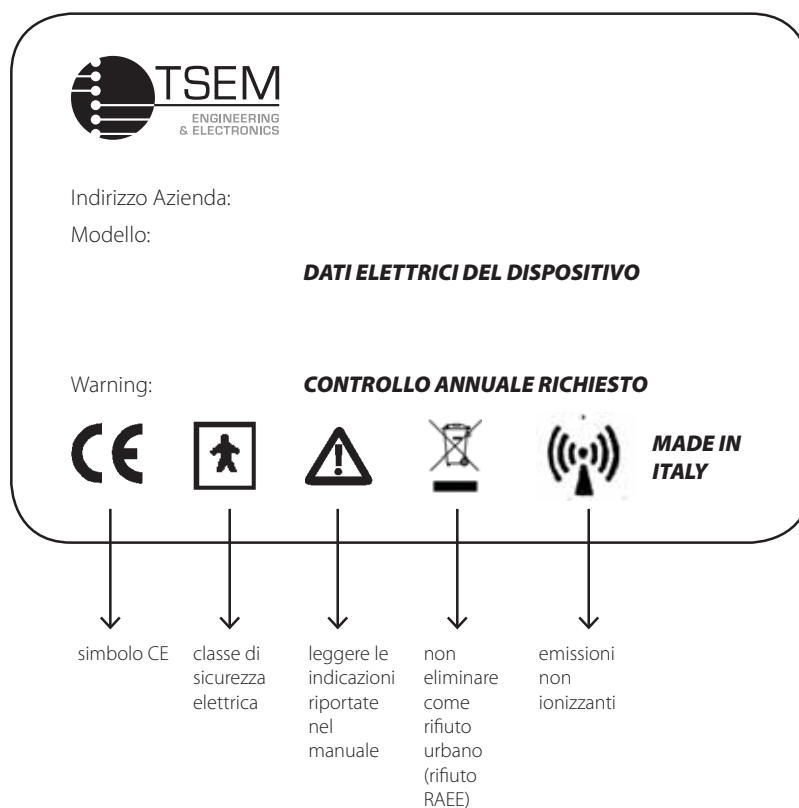 TSEM
ENGINEERING
& ELECTRONICS
Indirizzo Azienda:
Modello:
DATI ELETTRICI DEL DISPOSITIVO
Warning:
CONTROLLO ANNUALE RICHIESTO
CE
MADE IN
ITALY
simbolo CE
classe di
sicurezza
elettrica
leggere le
indicazioni
riportate
nel
manuale
non
eliminare
come
rifiuto
urbano
(rifiuto
RAEE)
emissioni
non
ionizzanti